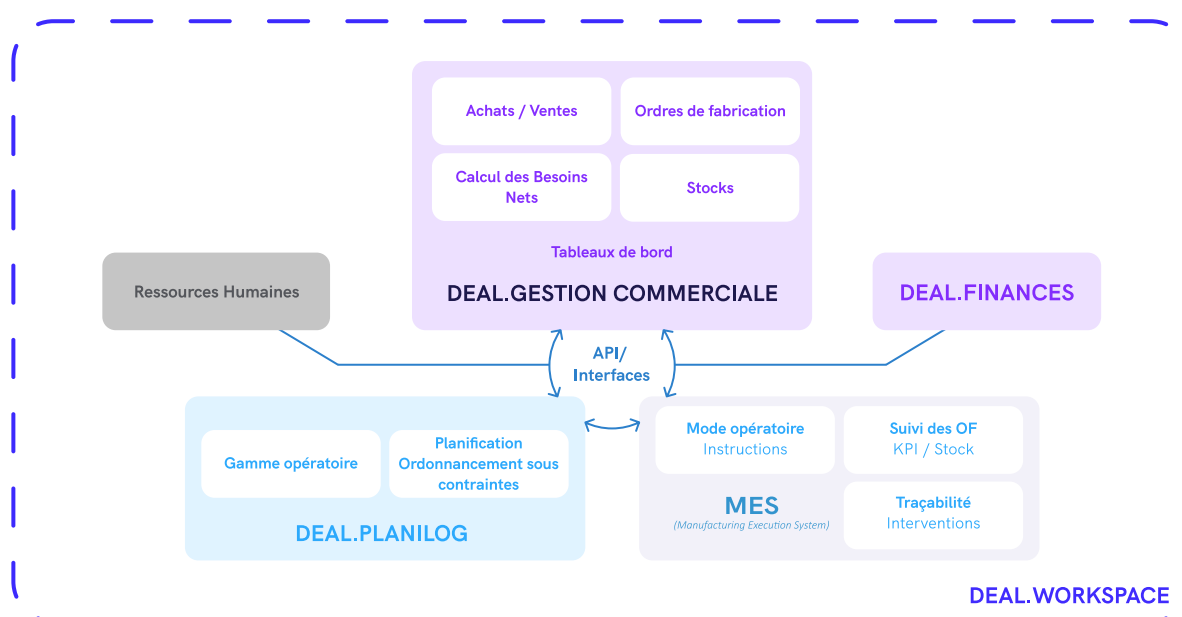 Achats / Ventes
Ordres de fabrication
Calcul des Besoins
Nets
Stocks
Tableaux de bord
DEAL.GESTION COMMERCIALE
Ressources Humaines
DEAL.FINANCES
API/
Interfaces
Gamme opératoire
Planification
Ordonnancement sous
contraintes
DEAL.PLANILOG
Mode opératoire
Instructions
Suivi des OF
KPI / Stock
MES
(Manufacturing Execution System)
Traçabilité
Interventions
DEAL.WORKSPACE